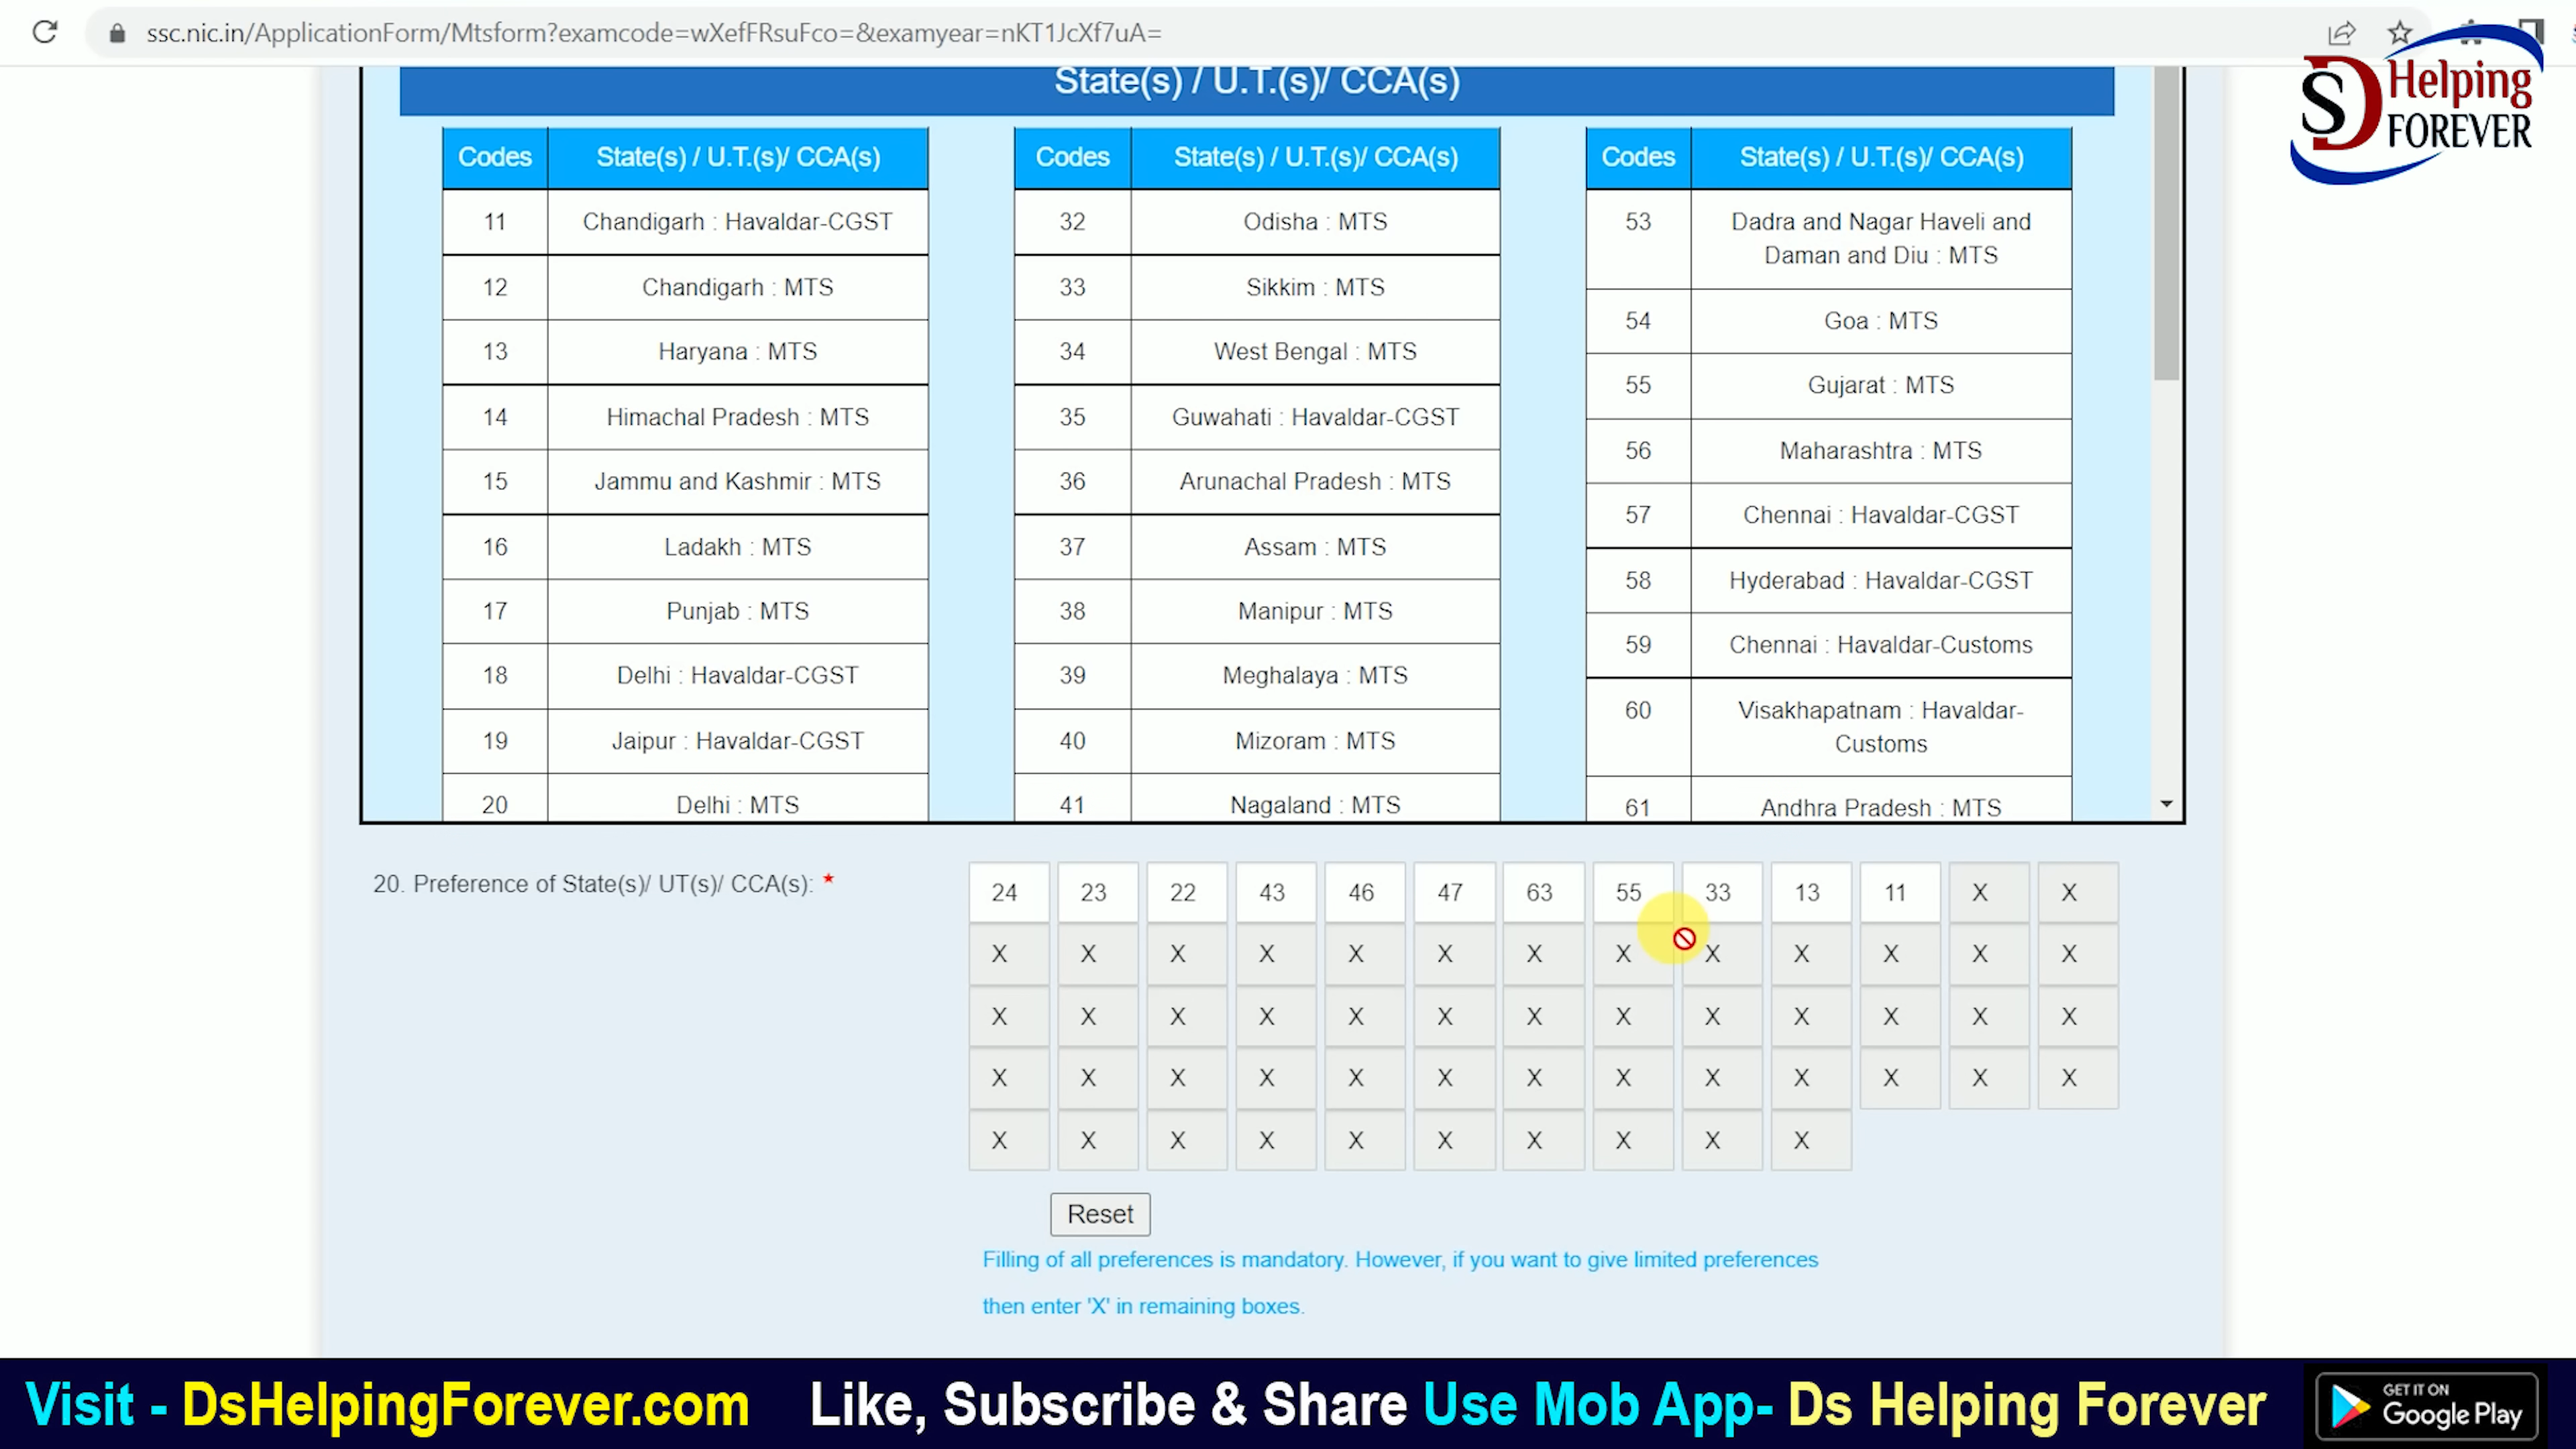 ssc.nic.in/ApplicationForm/Mtsform?examcode=wXefFRsuFco=&examyear=nKT1JcXf7uA=
DS Helping
FOREVER
State(s) / U.T.(s)/ CCA(s)
Codes State(s) / U.T.(s)/ CCA(s) Codes State(s) / U.T.(s)/ CCA(s) Codes State(s) / U.T.(s)/ CCA(s)
11 Chandigarh : Havaldar-CGST
12 Chandigarh : MTS
13 Haryana : MTS
14 Himachal Pradesh : MTS
15 Jammu and Kashmir : MTS
16 Ladakh : MTS
17 Punjab : MTS
18 Delhi : Havaldar-CGST
19 Jaipur : Havaldar-CGST
20 Delhi : MTS
32 Odisha : MTS
33 Sikkim : MTS
34 West Bengal : MTS
35 Guwahati : Havaldar-CGST
36 Arunachal Pradesh : MTS
37 Assam : MTS
38 Manipur : MTS
39 Meghalaya : MTS
40 Mizoram : MTS
41 Nagaland : MTS
53 Dadra and Nagar Haveli and
Daman and Diu : MTS
54 Goa : MTS
55 Gujarat : MTS
56 Maharashtra : MTS
57 Chennai : Havaldar-CGST
58 Hyderabad : Havaldar-CGST
59 Chennai : Havaldar-Customs
60 Visakhapatnam : Havaldar-
Customs
61 Andhra Pradesh : MTS
20. Preference of State(s)/ UT(s)/ CCA(s): *
24 23 22 43 46 47 63 55 33 13 11 X X
X X X X X X X X X X X X X
X X X X X X X X X X X X X
X X X X X X X X X X X X X
X X X X X X X X X X
Reset
Filling of all preferences is mandatory. However, if you want to give limited preferences
then enter 'X' in remaining boxes.
Visit - DsHelpingForever.com Like, Subscribe & Share Use Mob App- Ds Helping Forever
GET IT ON
Google Play